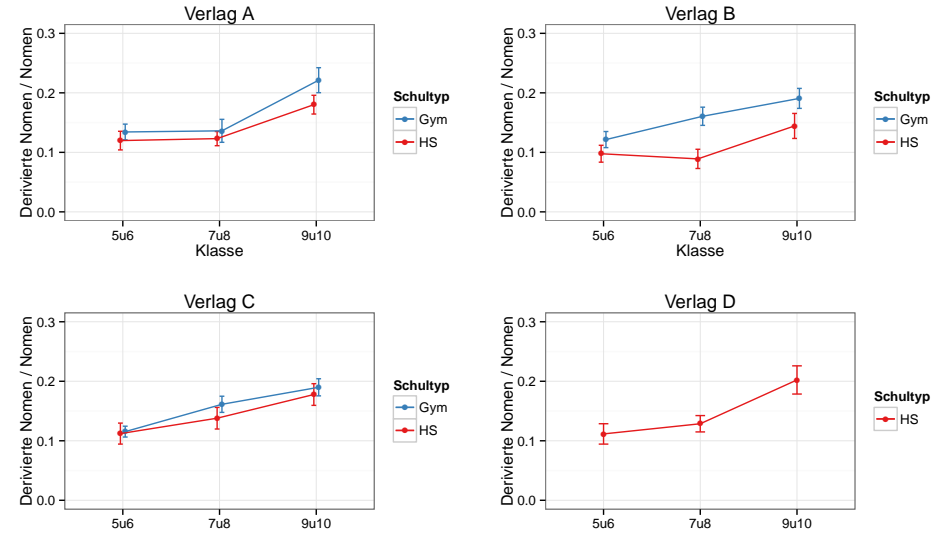 Verlag A
Derivierte Nomen / Nomen
0.3
0.2
0.1
0.0
5u6 7u8 9u10
Klasse
Schultyp
Gym
HS
Verlag B
Derivierte Nomen / Nomen
0.3
0.2
0.1
0.0
5u6 7u8 9u10
Klasse
Schultyp
Gym
HS
Verlag C
Derivierte Nomen / Nomen
0.3
0.2
0.1
0.0
5u6 7u8 9u10
Schultyp
Gym
HS
Verlag D
Derivierte Nomen / Nomen
0.3
0.2
0.1
0.0
5u6 7u8 9u10
Schultyp
HS